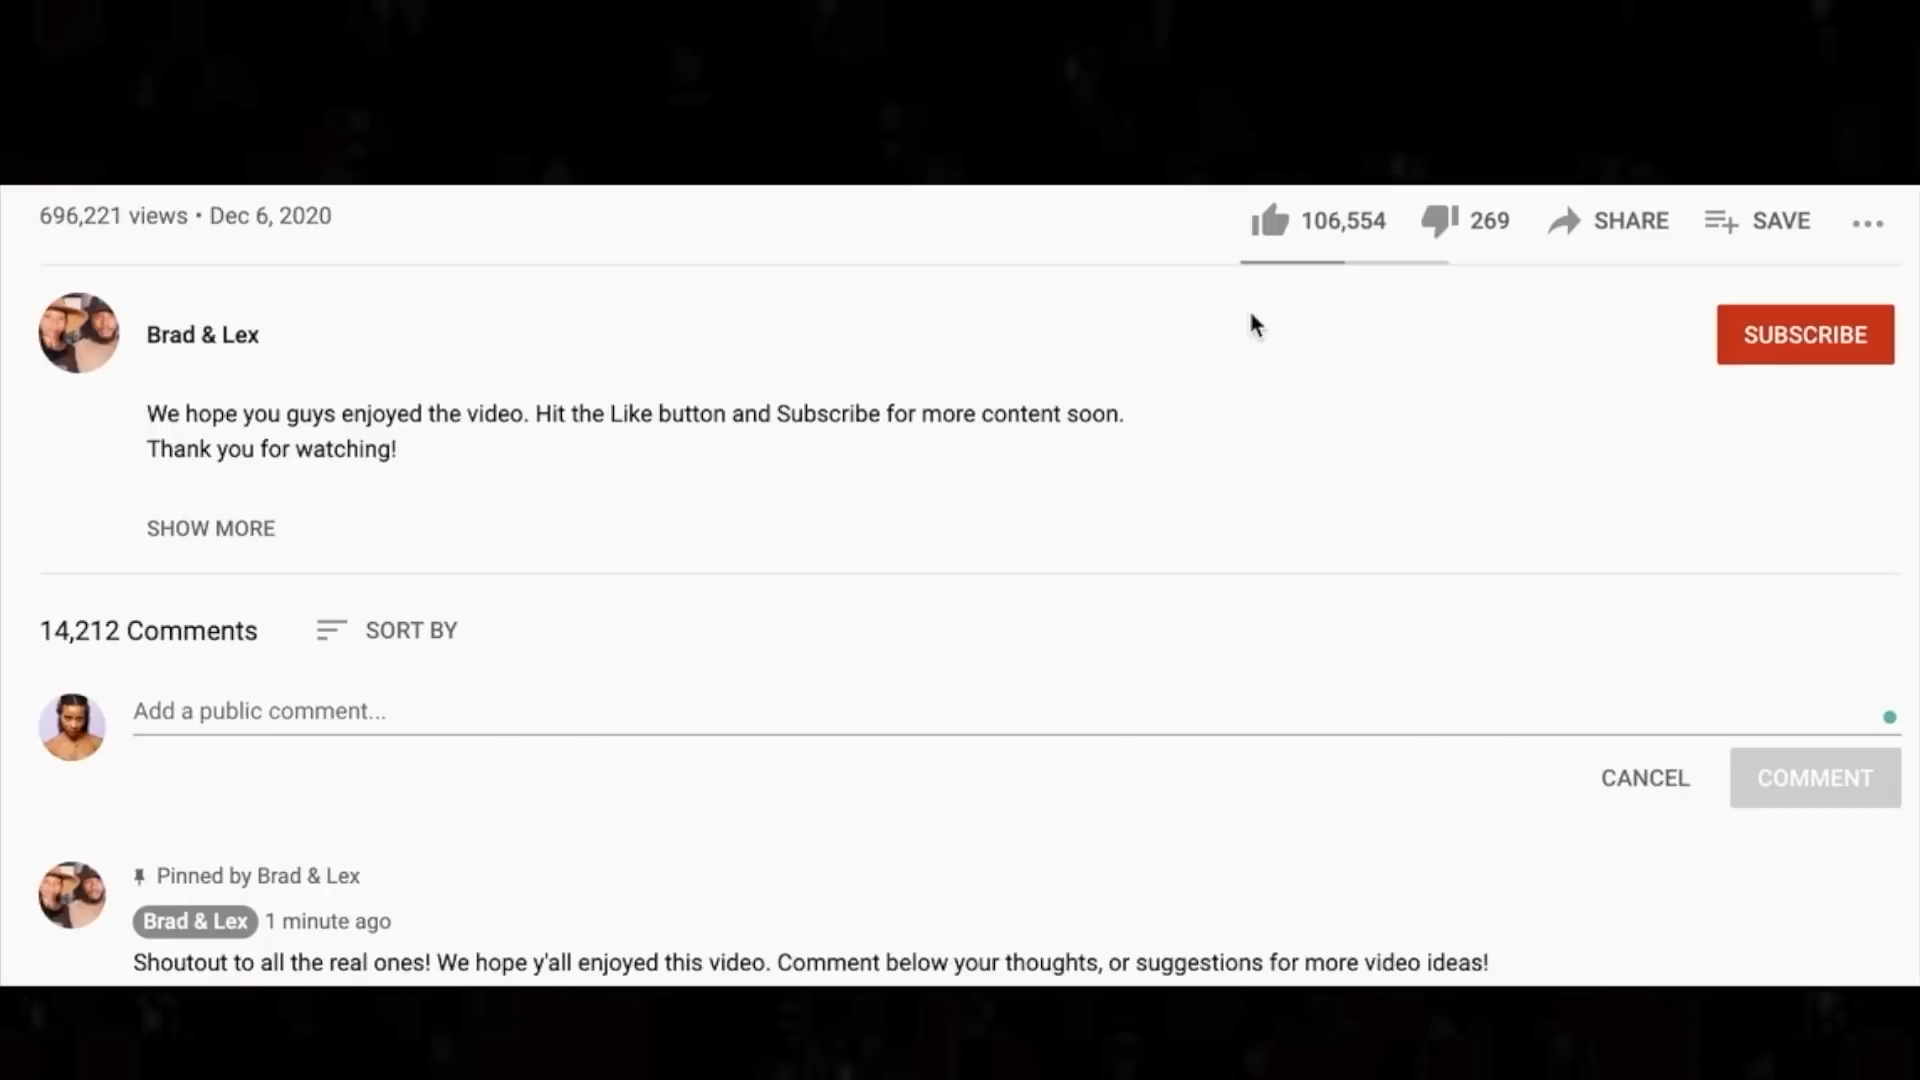 696,221 views • Dec 6, 2020
106,554
269
SHARE
SAVE
Brad & Lex
SUBSCRIBE
We hope you guys enjoyed the video. Hit the Like button and Subscribe for more content soon.
Thank you for watching!
SHOW MORE
14,212 Comments
SORT BY
Add a public comment...
CANCEL
COMMENT
Pinned by Brad & Lex
Brad & Lex 1 minute ago
Shoutout to all the real ones! We hope y'all enjoyed this video. Comment below your thoughts, or suggestions for more video ideas!